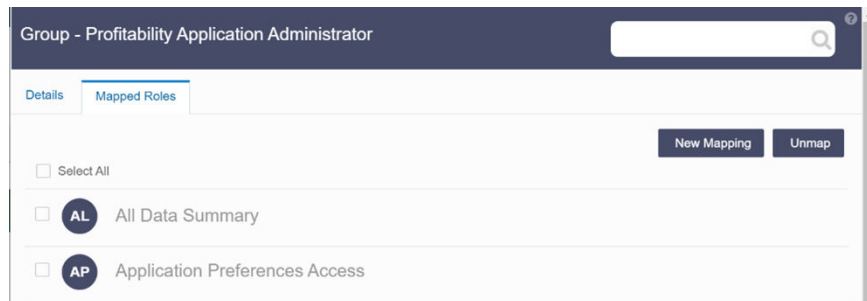 Group - Profitability Application Administrator
?
Details Mapped Roles
New Mapping Unmap
Select All
AL All Data Summary
AP Application Preferences Access